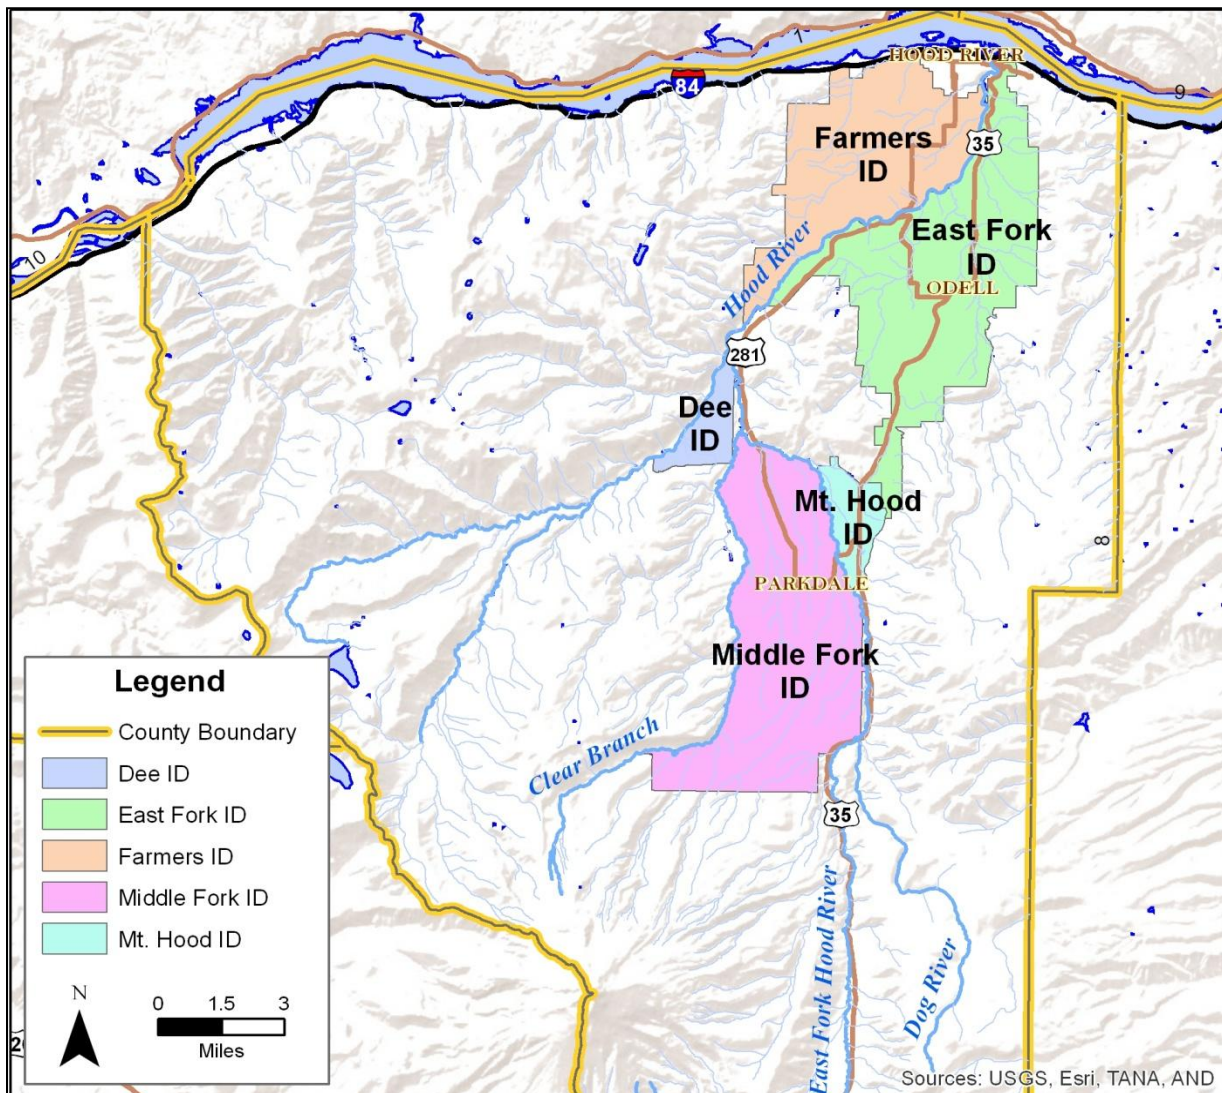 HOOD RIVER
1
84
9
Farmers
ID
35
10
East Fork
ID
Hood River
ODELL
281
Dee
ID
Mt. Hood
ID
8
PARKDALE
Middle Fork
ID
Clear Branch
35
East Fork Hood River
Dog River
Legend
County Boundary
Dee ID
East Fork ID
Farmers ID
Middle Fork ID
Mt. Hood ID
N
0 1.5 3
Miles
Sources: USGS, Esri, TANA, AND